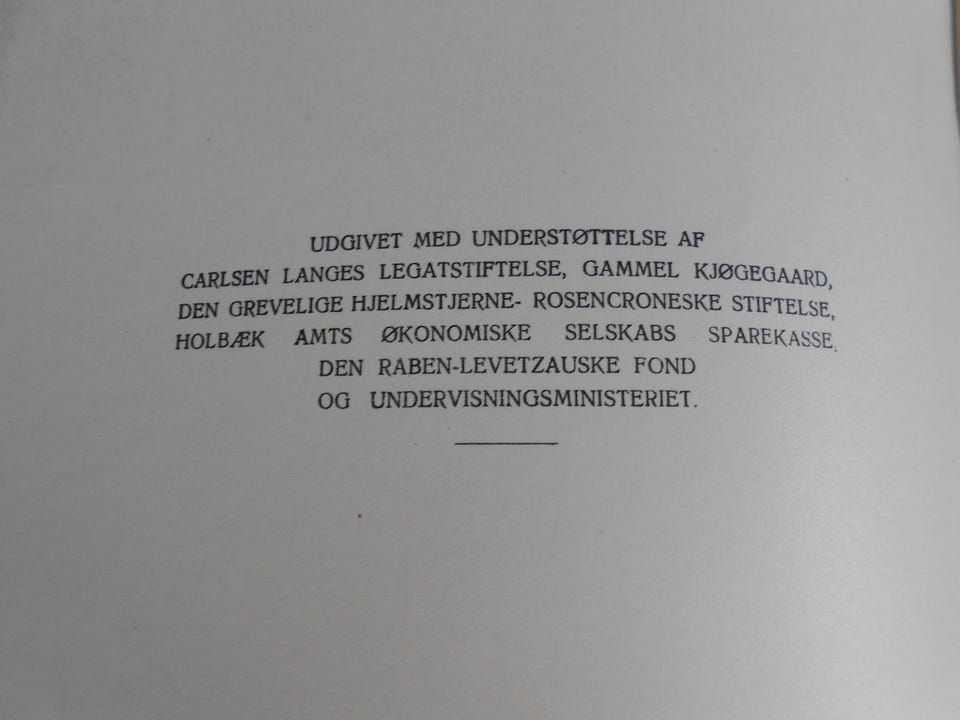 UDGIVET MED UNDERSTØTTELSE AF
CARLSEN LANGES LEGATSTIFTELSE, GAMMEL KJØGEGAARD,
DEN GREVELIGE HJELMSTJERNE- ROSENCRONESKE STIFTELSE,
HOLBÆK AMTS ØKONOMISKE SELSKABS SPAREKASSE,
DEN RABEN-LEVETZAUSKE FOND
OG UNDERVISNINGSMINISTERIET.